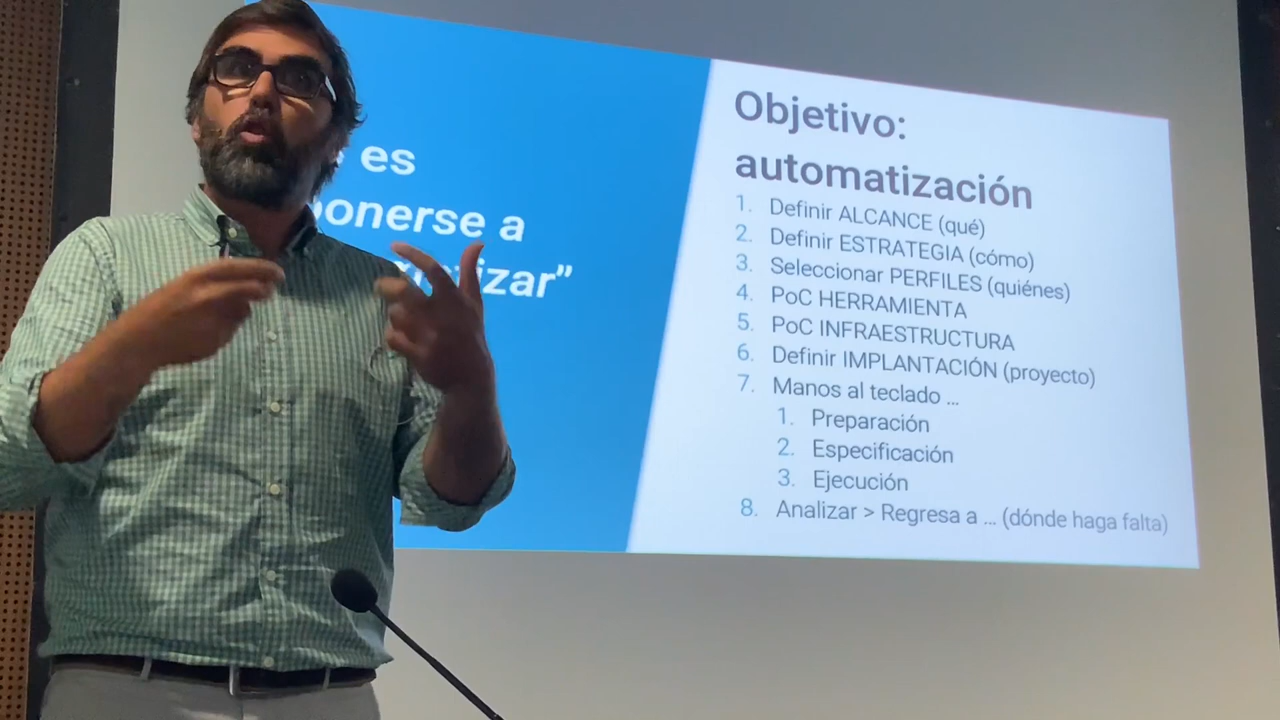 es
ponerse a
izar”
Objetivo:
automatización
1. Definir ALCANCE (qué)
2. Definir ESTRATEGIA (cómo)
3. Seleccionar PERFILES (quiénes)
4. PoC HERRAMIENTA
5. PoC INFRAESTRUCTURA
6. Definir IMPLANTACIÓN (proyecto)
7. Manos al teclado ...
1. Preparación
2. Especificación
3. Ejecución
8. Analizar > Regresa a ... (dónde haga falta)